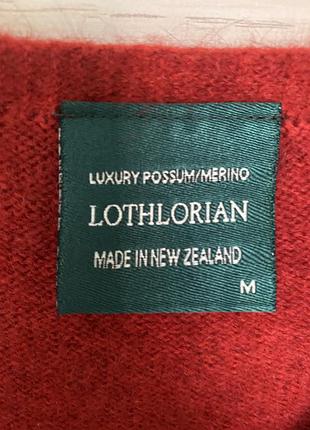 LUXURY POSSUM/MERINO
LOTHLORIAN
MADE IN NEW ZEALAND
M